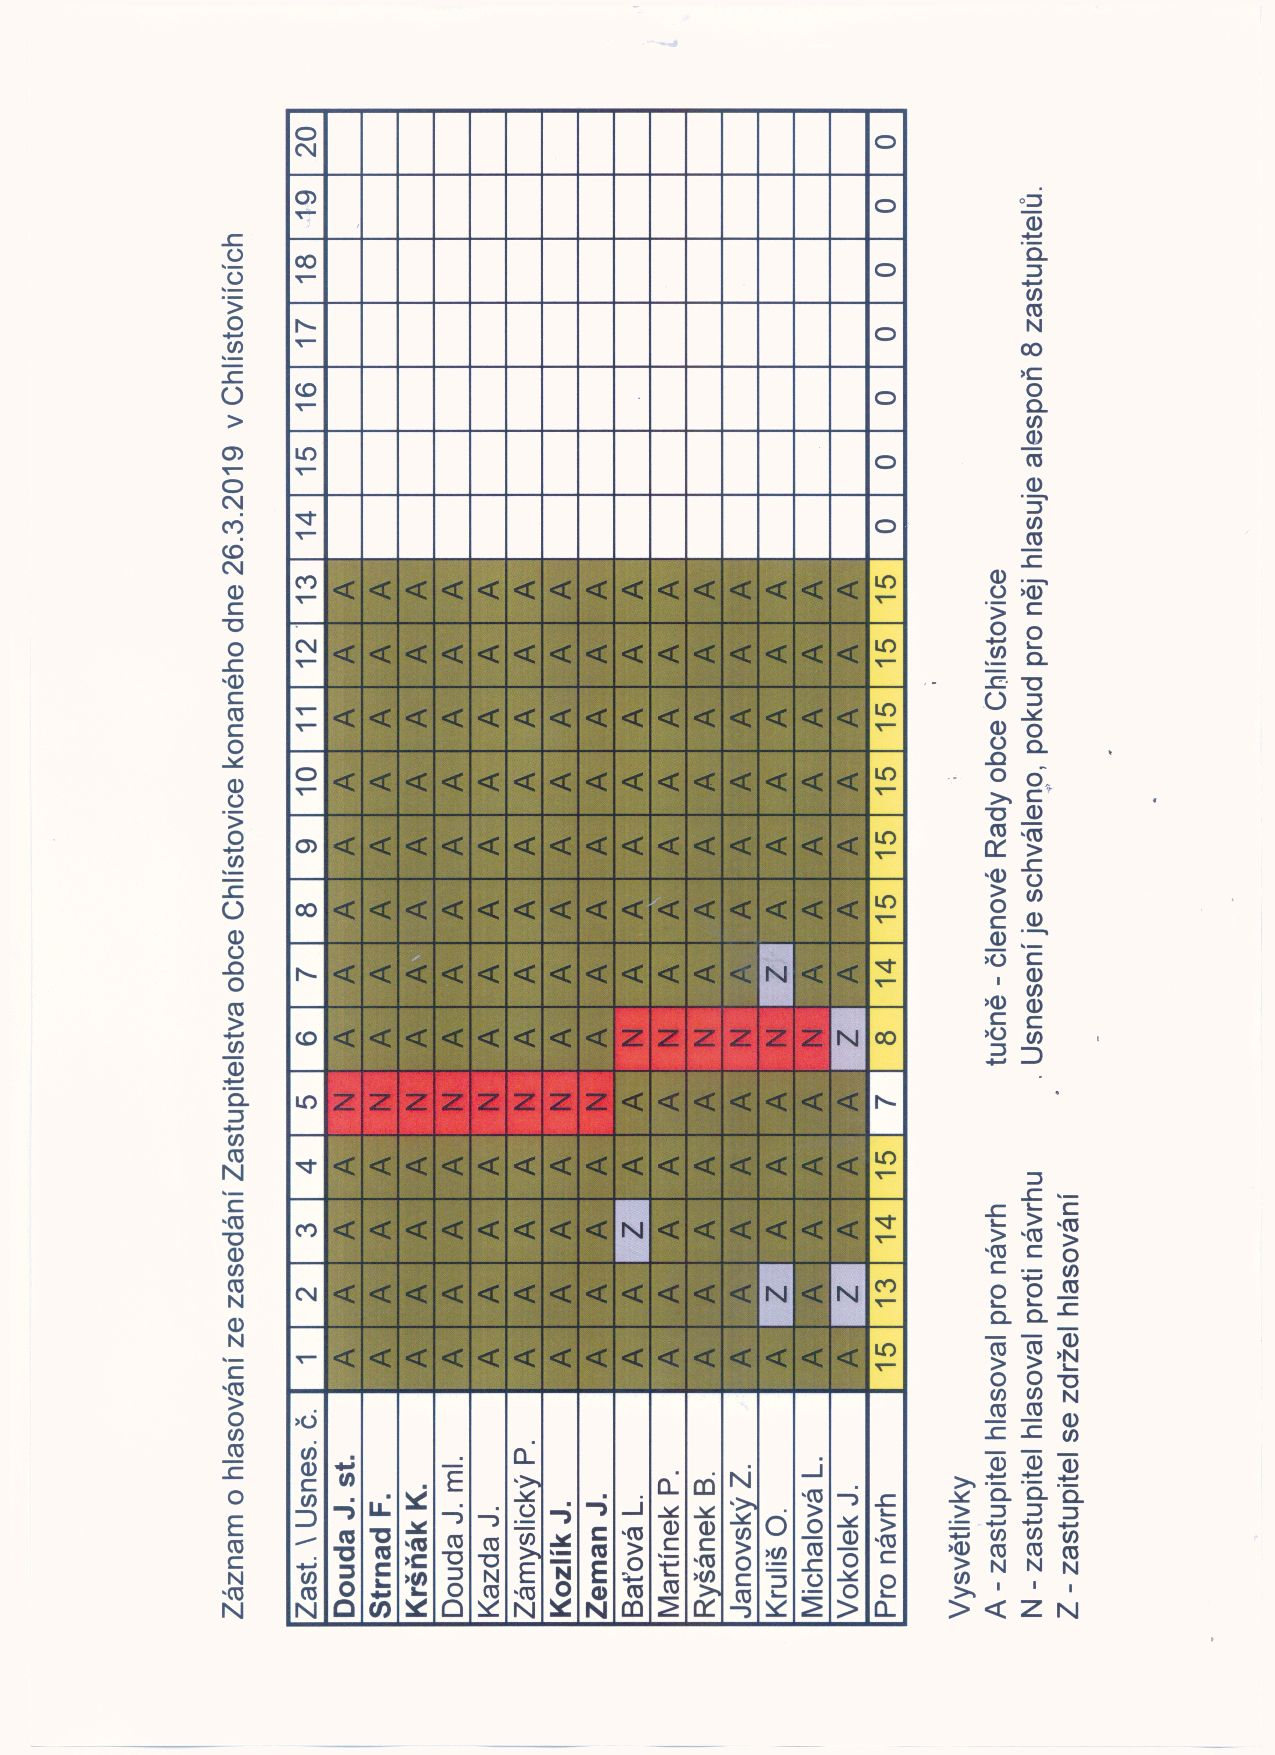 Záznam o hlasování ze zasedání Zastupitelstva obce Chlístovice konaného dne 26.3.2019 v Chlístoviících
Zast. \ Usnes. č. 1 2 3 4 5 6 7 8 9 10 11 12 13 14 15 16 17 18 19 20
Douda J. st. A A A A N A A A A A A A A
Strnad F. A A A A N A A A A A A A A
Kršňák K. A A A A N A A A A A A A A
Douda J. ml. A A A A N A A A A A A A A
Kazda J. A A A A N A A A A A A A A
Zámyslický P. A A A A N A A A A A A A A
Kozlík J. A A A A N A A A A A A A A
Zeman J. A A A A N A A A A A A A A
Baťová L. A A Z A A N A A A A A A A
Martínek P. A A A A A N A A A A A A A
Ryšánek B. A A A A A N A A A A A A A
Janovský Z. A A A A A N A A A A A A A
Kruliš O. A Z A A A N Z A A A A A A
Michalová L. A A A A A N A A A A A A A
Vokolek J. A Z A A A Z A A A A A A A
Pro návrh 15 13 14 15 7 8 14 15 15 15 15 15 15 0 0 0 0 0 0 0
Vysvětlivky
A - zastupitel hlasoval pro návrh tučně - členové Rady obce Chlístovice
N - zastupitel hlasoval proti návrhu Usnesení je schváleno, pokud pro něj hlasuje alespoň 8 zastupitelů.
Z - zastupitel se zdržel hlasování